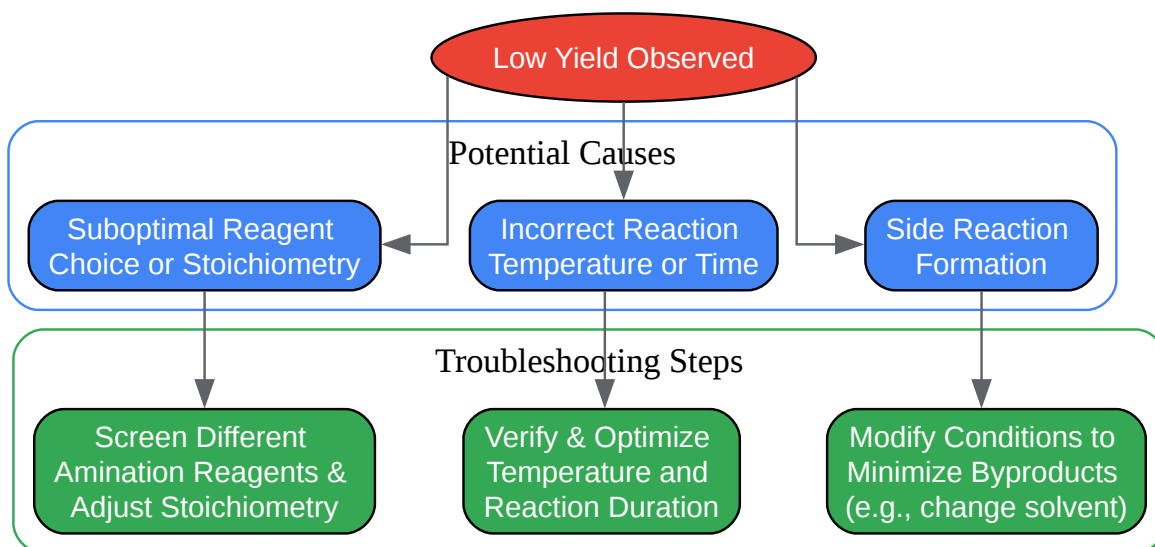 Low Yield Observed
Potential Causes
Suboptimal Reagent
Choice or Stoichiometry
Incorrect Reaction
Temperature or Time
Side Reaction
Formation
Troubleshooting Steps
Screen Different
Amination Reagents &
Adjust Stoichiometry
Verify & Optimize
Temperature and
Reaction Duration
Modify Conditions to
Minimize Byproducts
(e.g., change solvent)